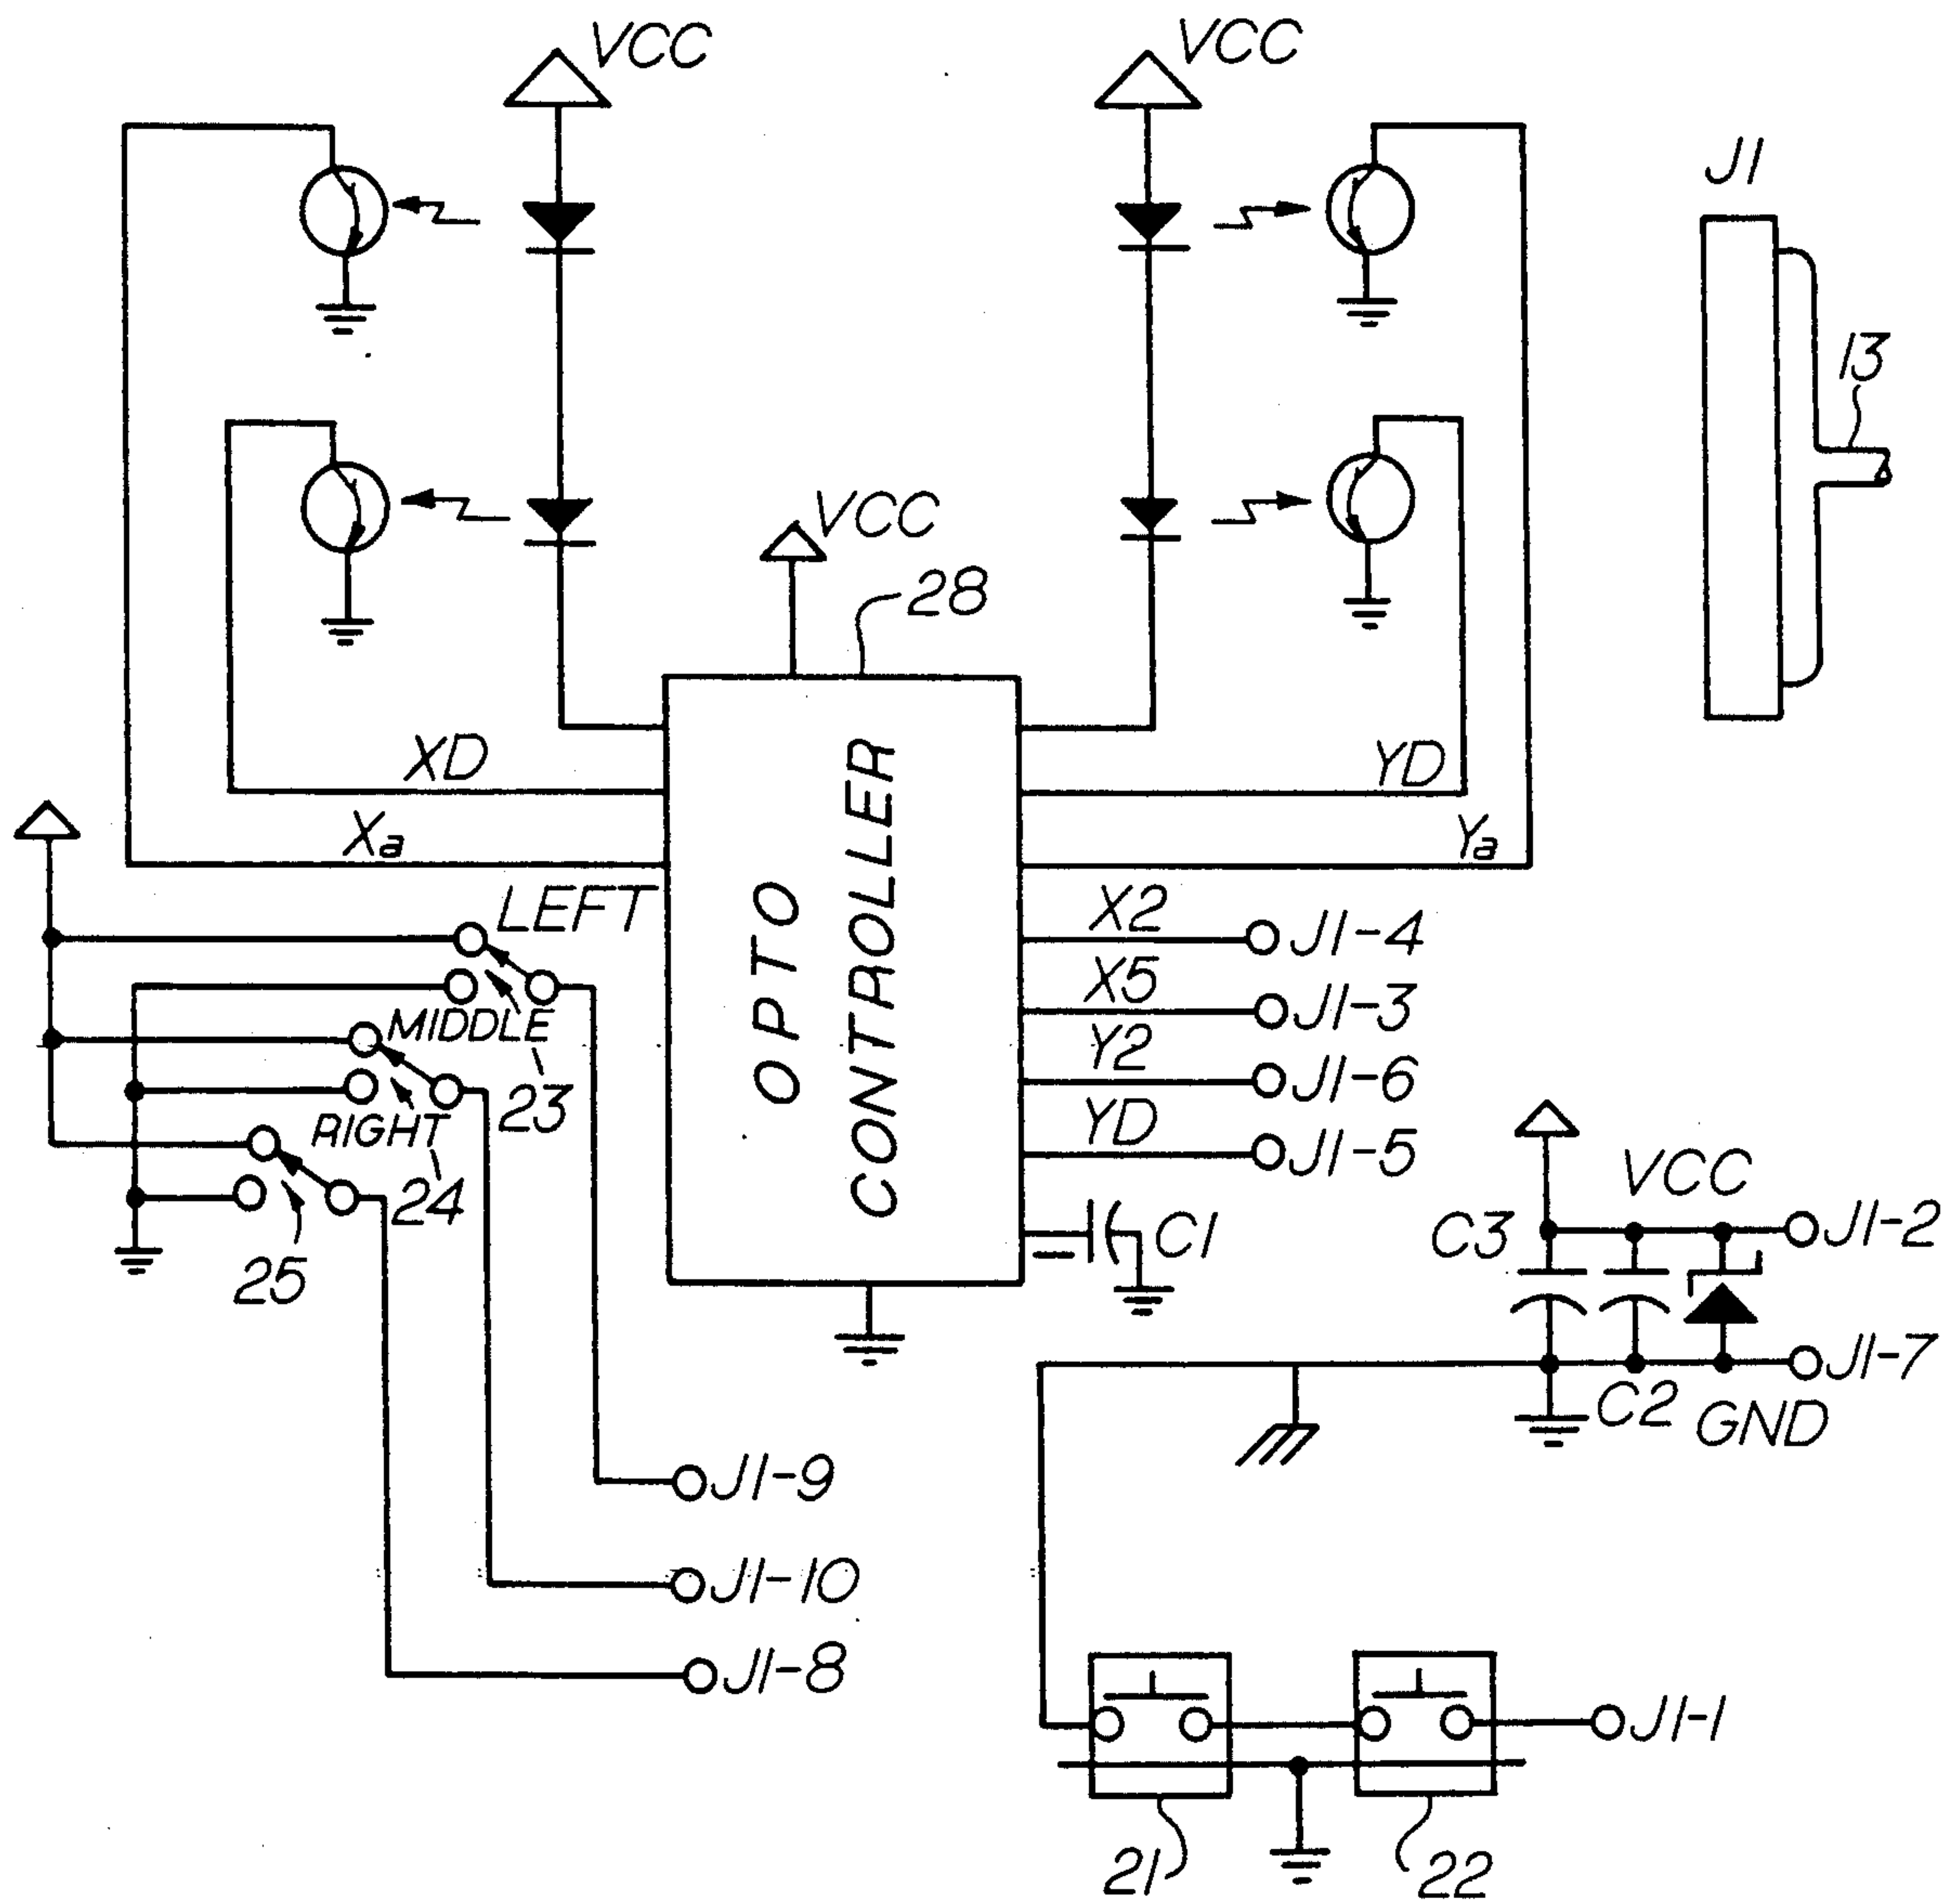 VCC
VCC
J1
13
VCC
28
XD
YD
Xa
Ya
OPTO
CONTROLLER
LEFT
MIDDLE
23
RIGHT
24
25
X2
J1-4
X5
J1-3
Y2
J1-6
YD
J1-5
C1
VCC
C3
J1-2
J1-7
C2
GND
J1-9
J1-10
J1-8
J1-1
21
22